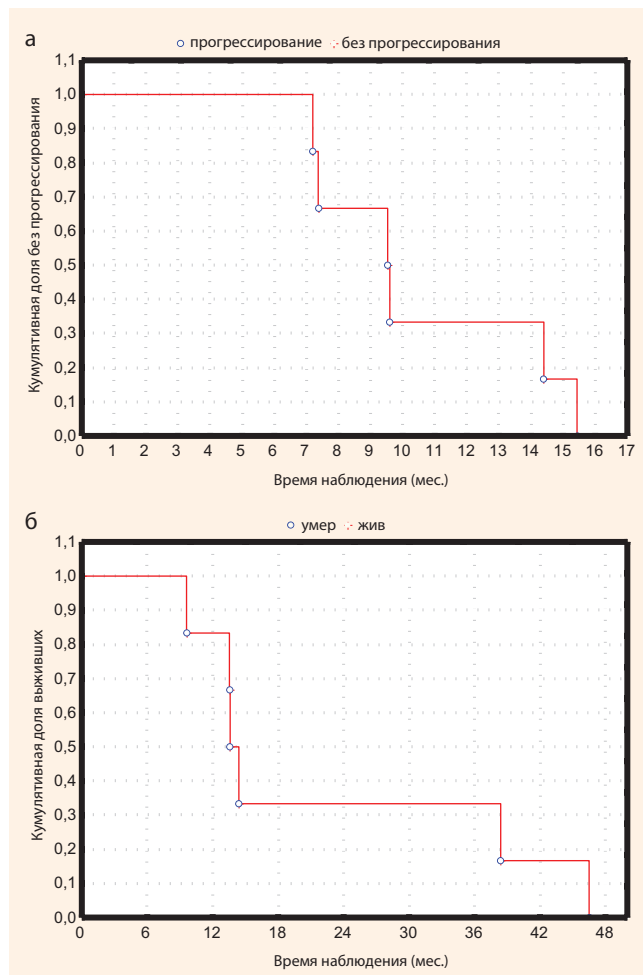 а
прогрессирование без прогрессирования
Кумулятивная доля без прогрессирования
1,1
1,0
0,9
0,8
0,7
0,6
0,5
0,4
0,3
0,2
0,1
0,0
0 1 2 3 4 5 6 7 8 9 10 11 12 13 14 15 16 17
Время наблюдения (мес.)
б
умер жив
Кумулятивная доля выживших
1,1
1,0
0,9
0,8
0,7
0,6
0,5
0,4
0,3
0,2
0,1
0,0
0 6 12 18 24 30 36 42 48
Время наблюдения (мес.)